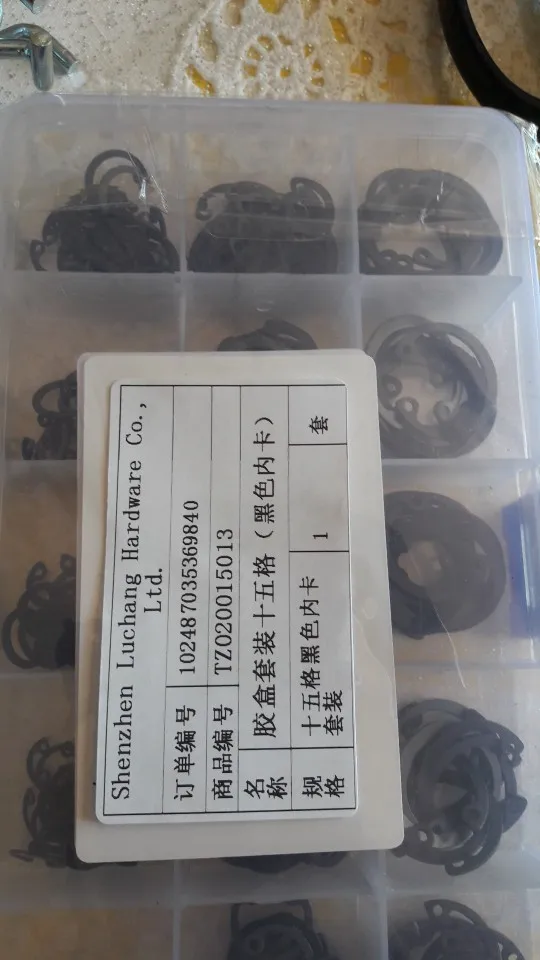 Shenzhen Luchang Hardware Co.,
Ltd.
订单编号 102487035369840
商品编号 TZ020015013
名称 胶盒套装十五格（黑色内卡）
规格 十五格黑色内卡套装 1 套